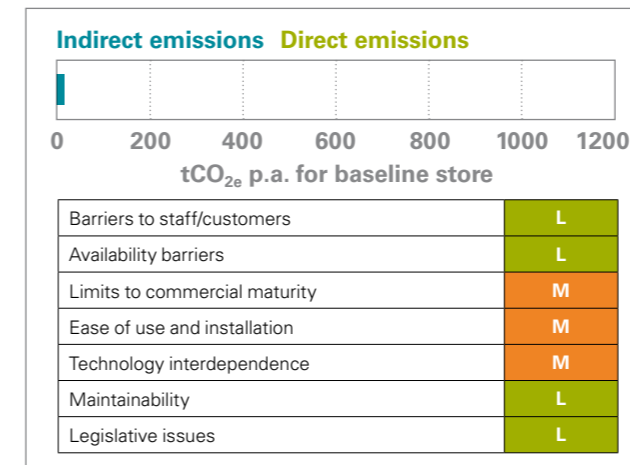 Indirect emissions Direct emissions
0 200 400 600 800 1000 1200
tCO2e p.a. for baseline store
Barriers to staff/customers L
Availability barriers L
Limits to commercial maturity M
Ease of use and installation M
Technology interdependence M
Maintainability L
Legislative issues L